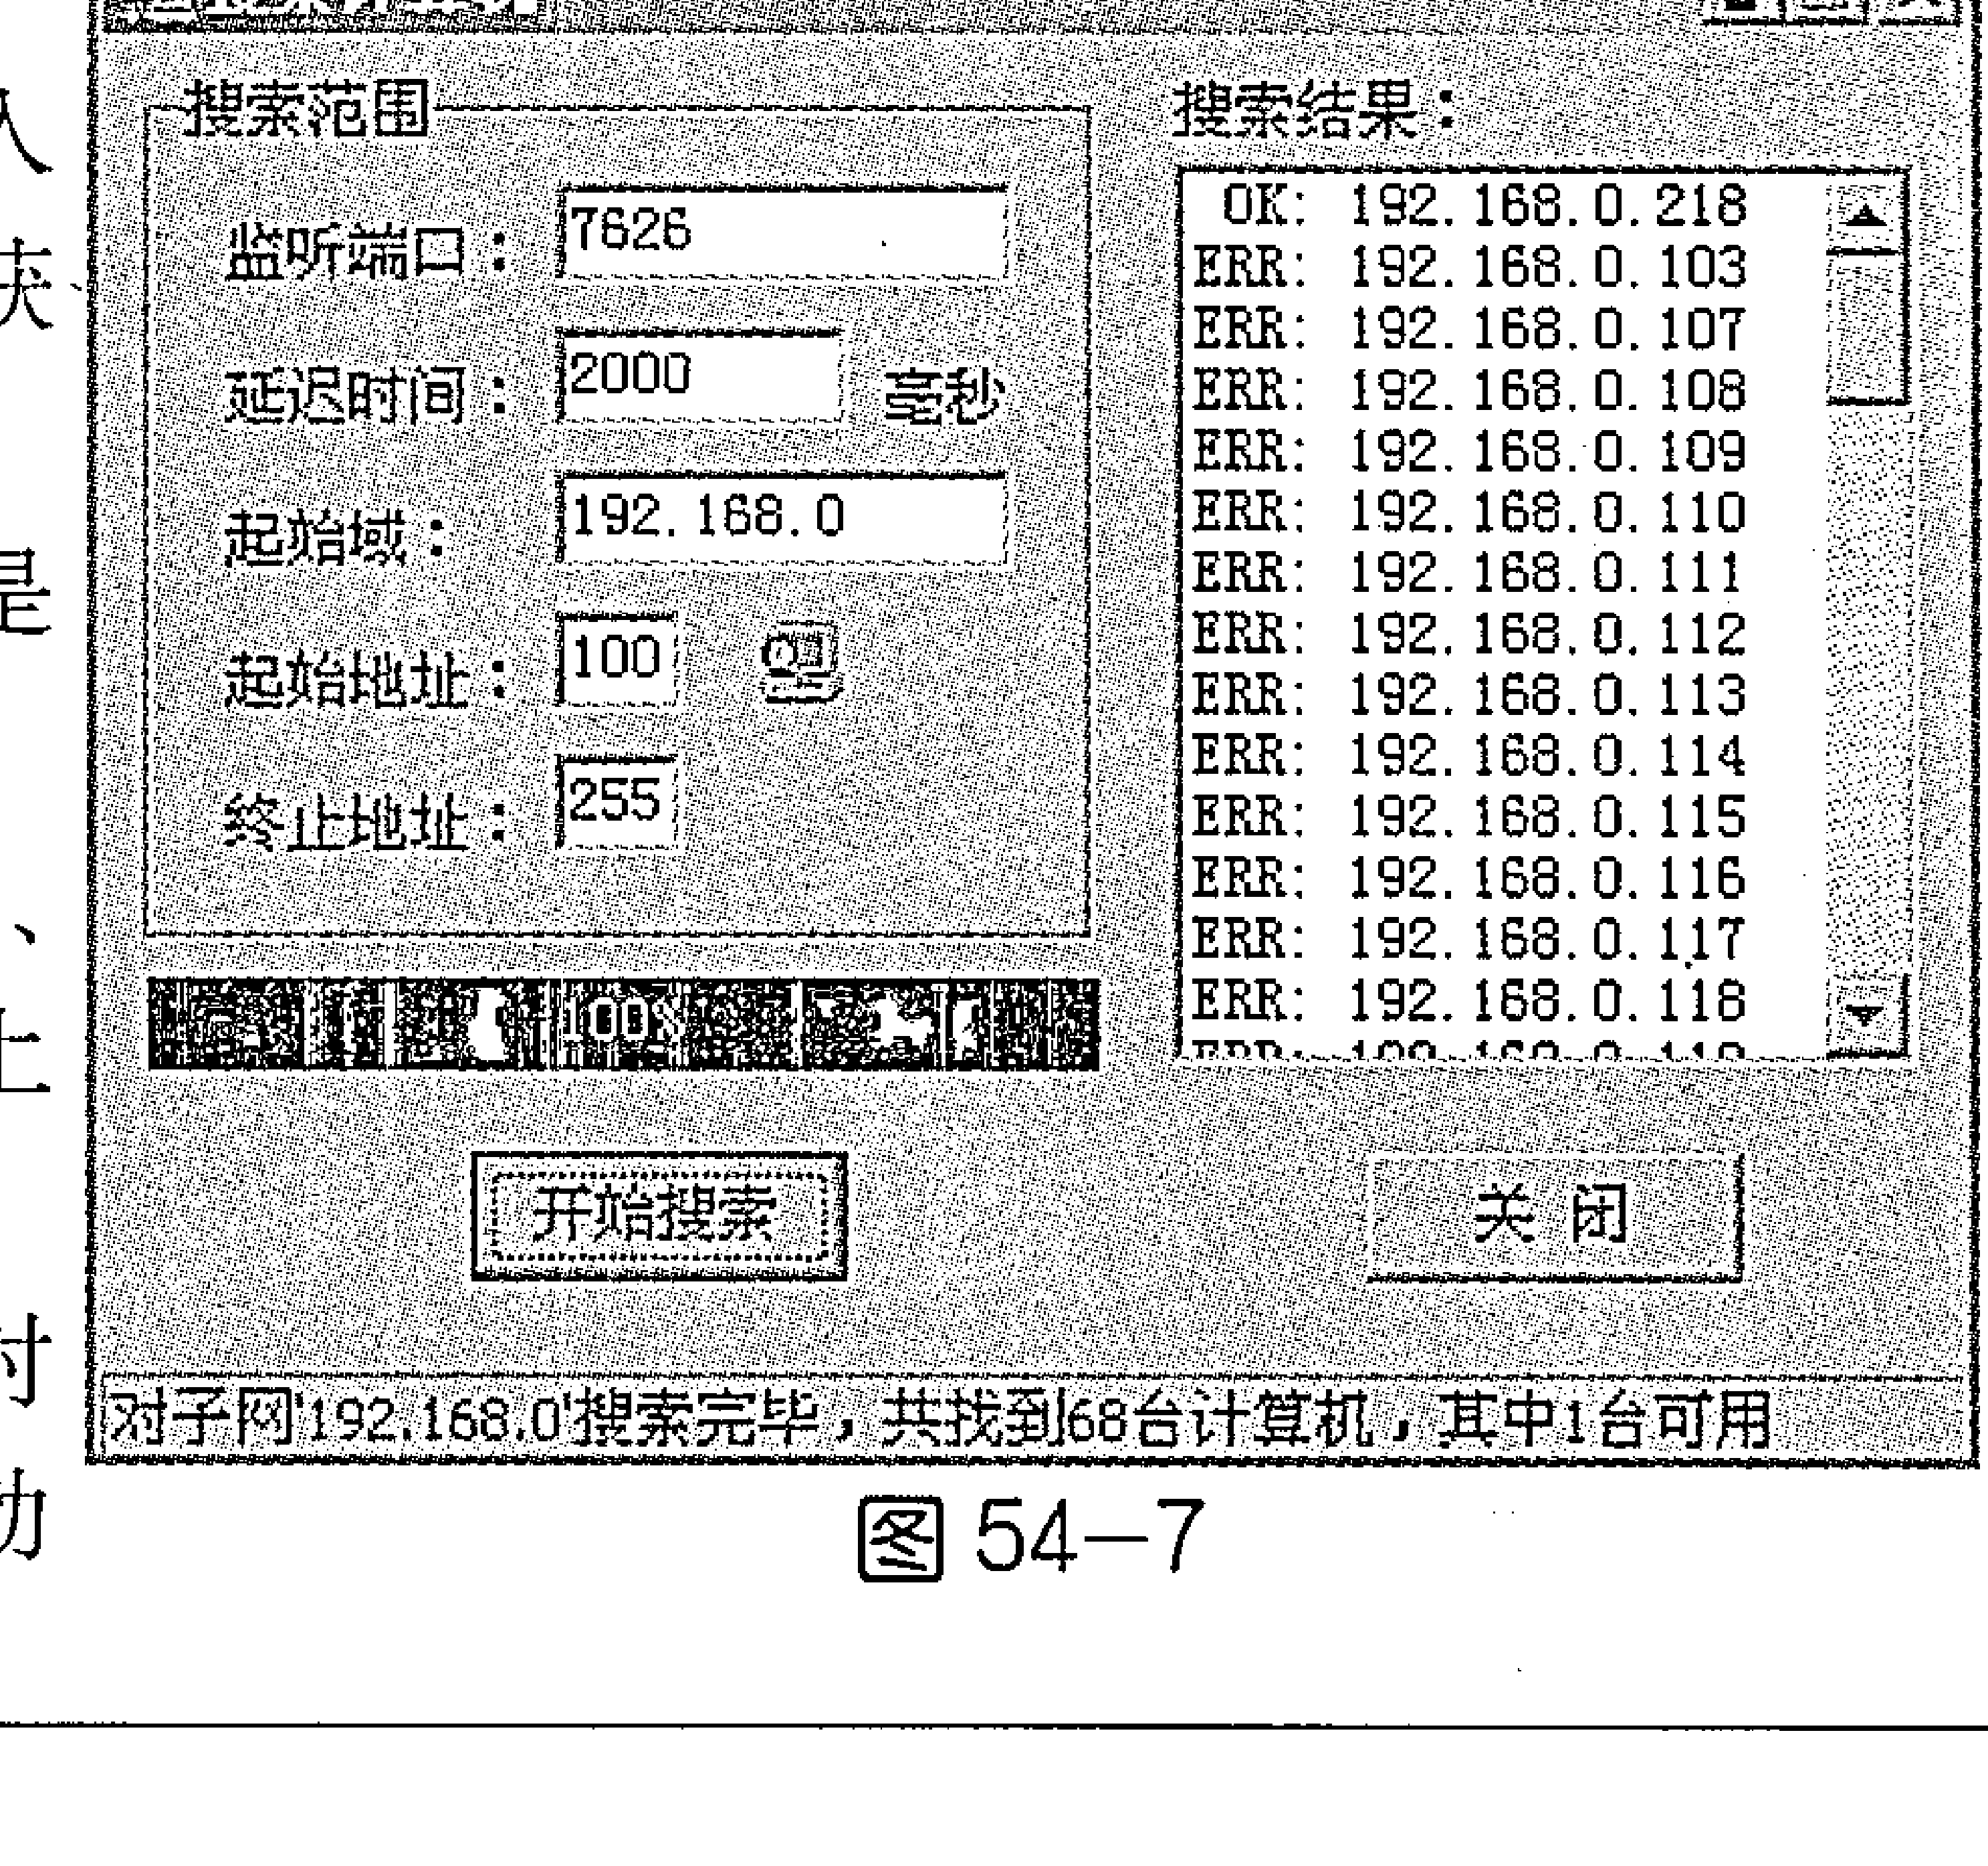 搜索范围
监听端口：
7626
延迟时间：
2000
毫秒
起始域：
192.168.0
起始地址：
100
终止地址：
255
100%
搜索结果：
OK: 192.168.0.218
ERR: 192.168.0.103
ERR: 192.168.0.107
ERR: 192.168.0.108
ERR: 192.168.0.109
ERR: 192.168.0.110
ERR: 192.168.0.111
ERR: 192.168.0.112
ERR: 192.168.0.113
ERR: 192.168.0.114
ERR: 192.168.0.115
ERR: 192.168.0.116
ERR: 192.168.0.117
ERR: 192.168.0.118
开始搜索
关 闭
对子网'192.168.0'搜索完毕，共找到68台计算机，其中1台可用
图 54-7
是